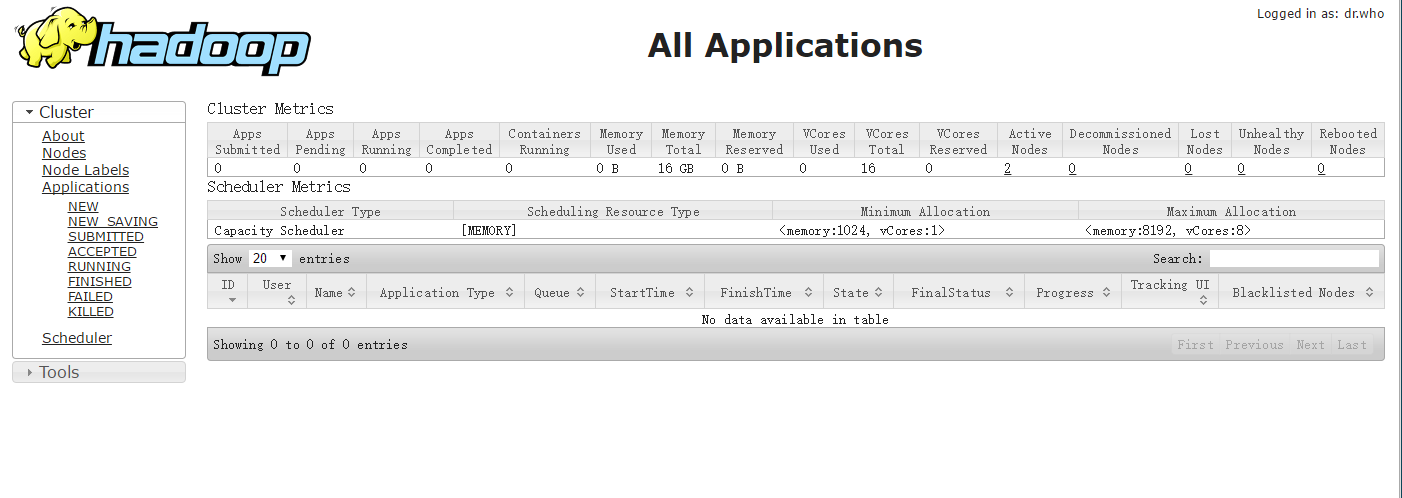 Logged in as: dr.who
hadoop
All Applications
Cluster
About
Nodes
Node Labels
Applications
NEW
NEW_SAVING
SUBMITTED
ACCEPTED
RUNNING
FINISHED
FAILED
KILLED
Scheduler
Tools
Cluster Metrics
Apps Submitted Apps Pending Apps Running Apps Completed Containers Running Memory Used Memory Total Memory Reserved VCores Used VCores Total VCores Reserved Active Nodes Decommissioned Nodes Lost Nodes Unhealthy Nodes Rebooted Nodes
0 0 0 0 0 0 B 16 GB 0 B 0 16 0 2 0 0 0 0
Scheduler Metrics
Scheduler Type Scheduling Resource Type Minimum Allocation Maximum Allocation
Capacity Scheduler [MEMORY] <memory:1024, vCores:1> <memory:8192, vCores:8>
Show 20 entries Search:
ID User Name Application Type Queue StartTime FinishTime State FinalStatus Progress Tracking UI Blacklisted Nodes
No data available in table
Showing 0 to 0 of 0 entries First Previous Next Last